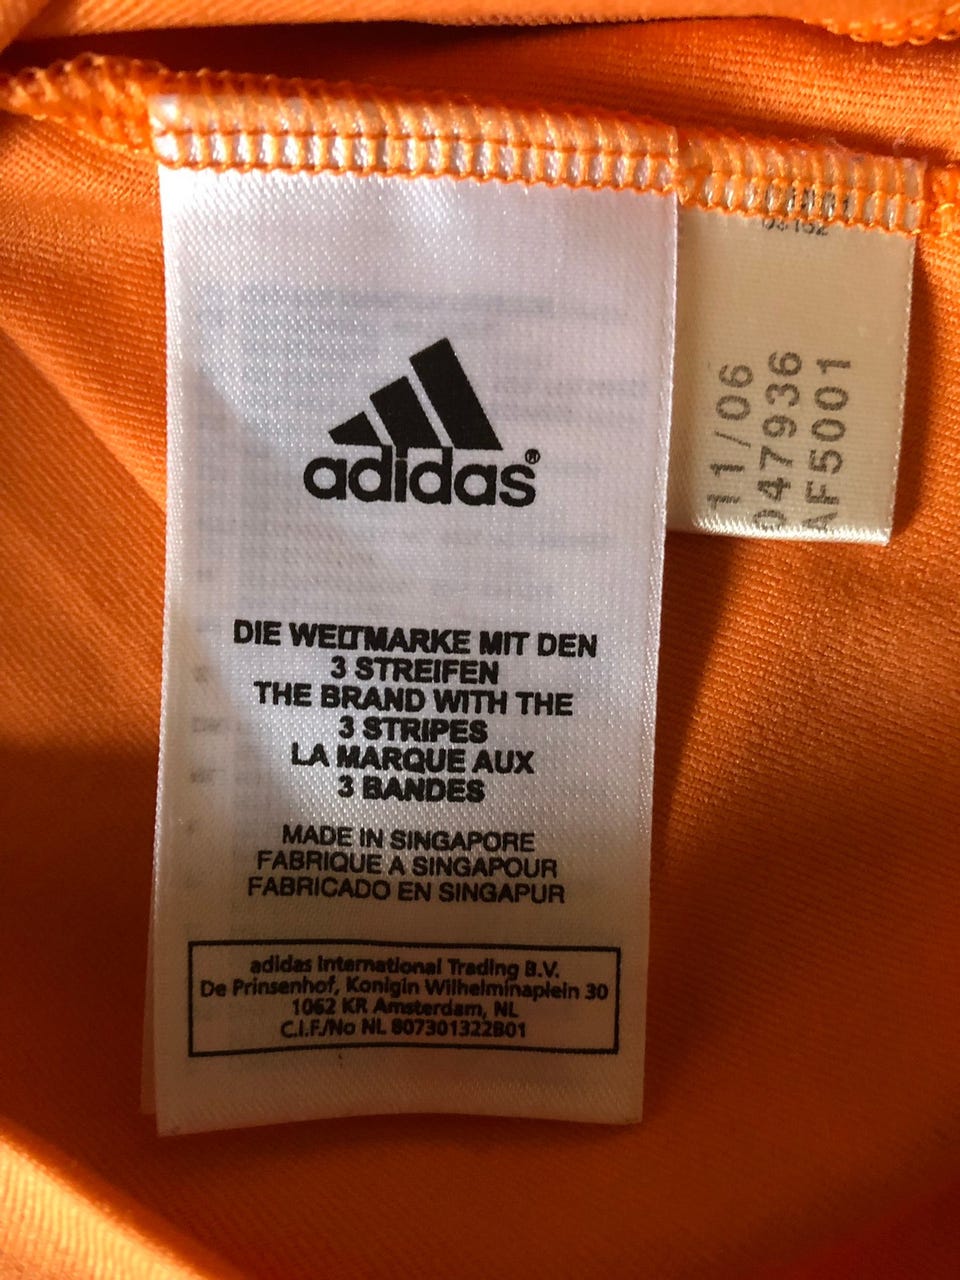 adidas®
DIE WELTMARKE MIT DEN
3 STREIFEN
THE BRAND WITH THE
3 STRIPES
LA MARQUE AUX
3 BANDES
MADE IN SINGAPORE
FABRIQUE A SINGAPOUR
FABRICADO EN SINGAPUR
adidas International Trading B.V.
De Prinsenhof, Konigin Wilhelminaplein 30
1062 KR Amsterdam, NL
C.I.F./No NL 807301322B01
11/06
047936
AF5001